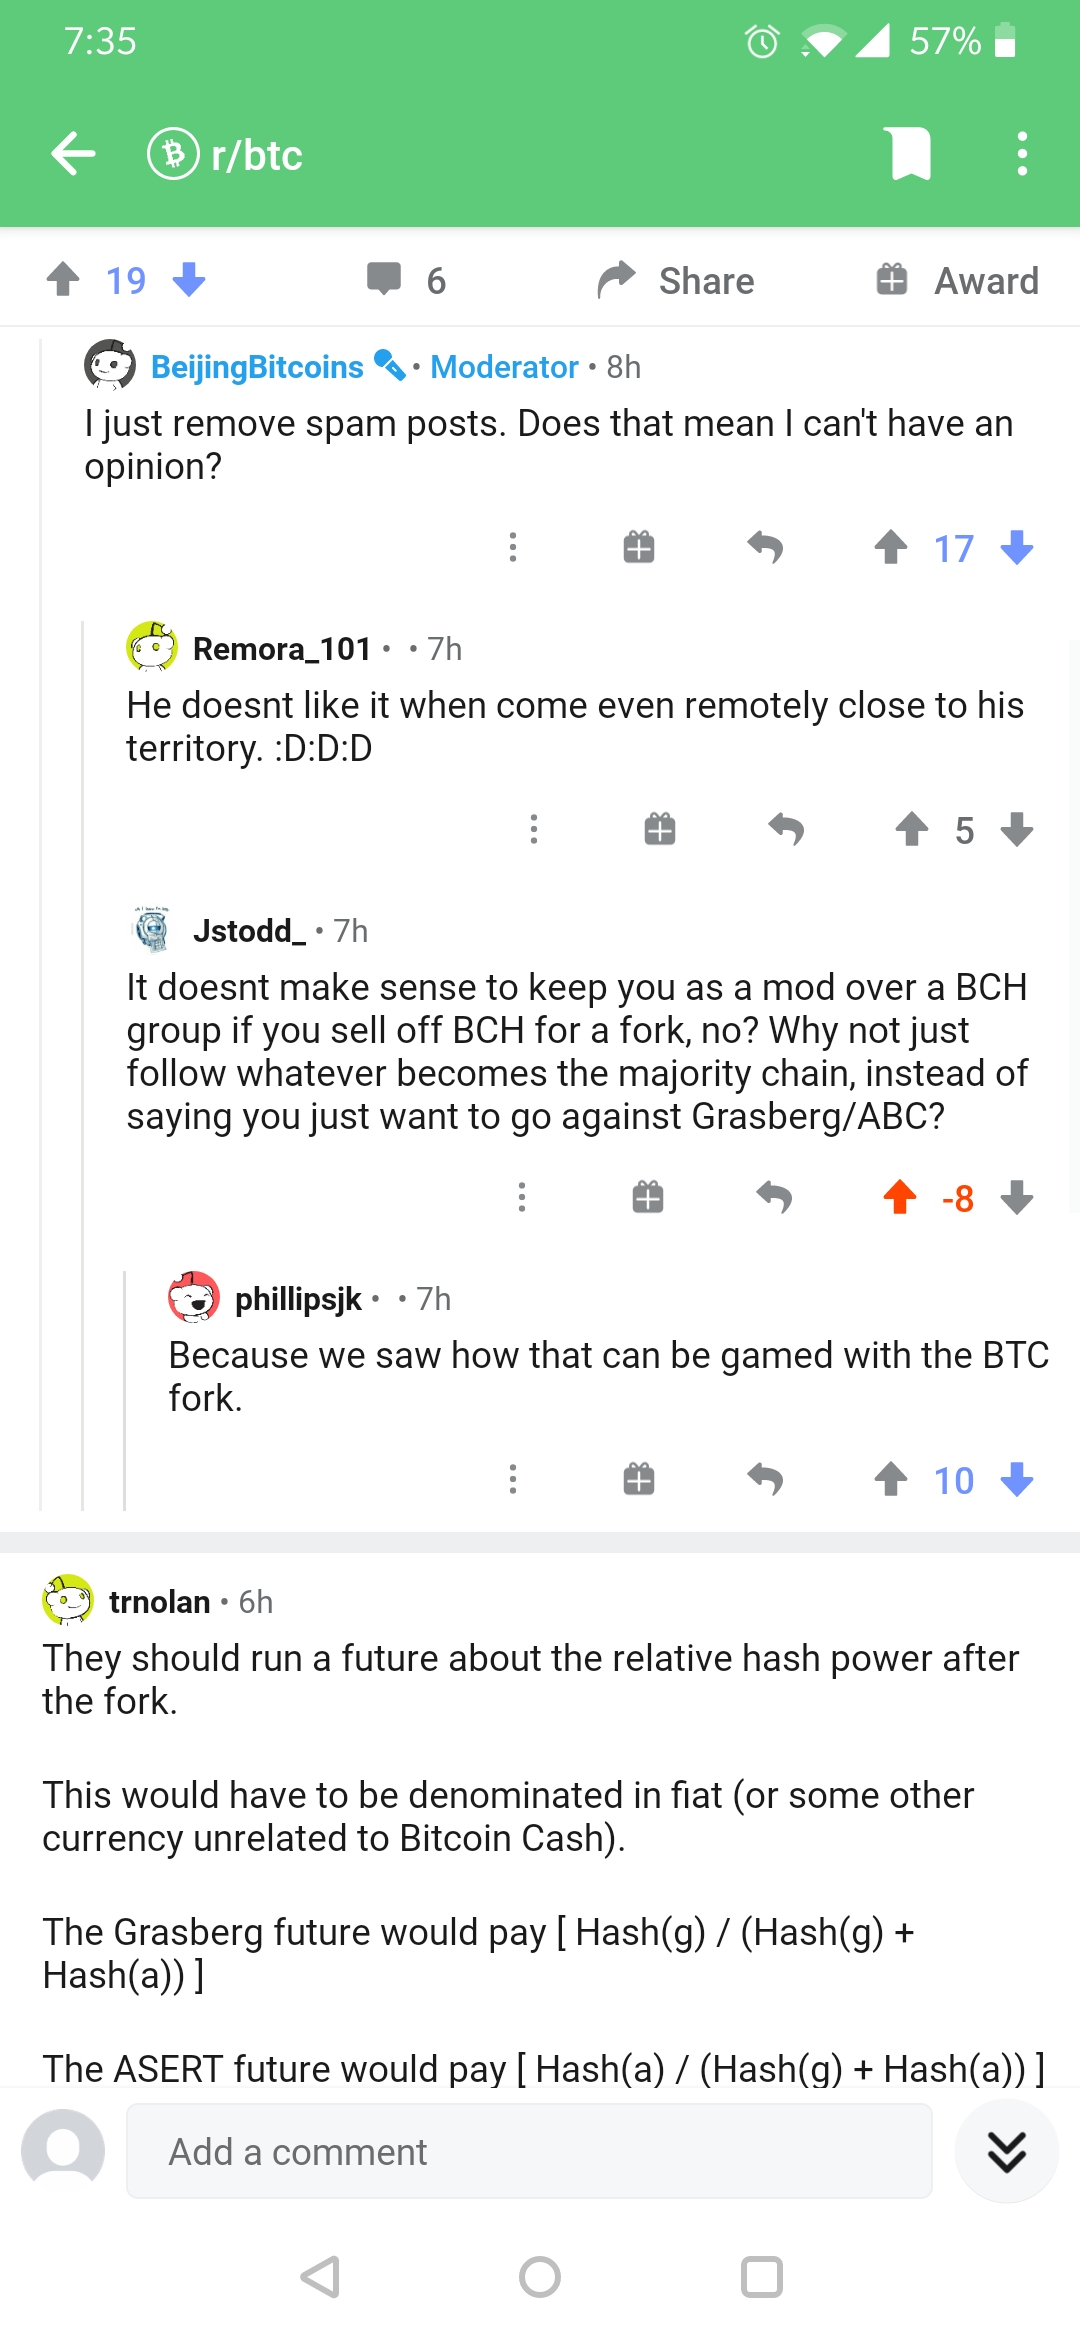 7:35
57%
r/btc
19
6
Share
Award
BeijingBitcoins • Moderator • 8h
I just remove spam posts. Does that mean I can't have an
opinion?
17
Remora_101 • • 7h
He doesnt like it when come even remotely close to his
territory. :D:D:D
5
Jstodd_ • 7h
It doesnt make sense to keep you as a mod over a BCH
group if you sell off BCH for a fork, no? Why not just
follow whatever becomes the majority chain, instead of
saying you just want to go against Grasberg/ABC?
-8
phillipsjk • • 7h
Because we saw how that can be gamed with the BTC
fork.
10
trnolan • 6h
They should run a future about the relative hash power after
the fork.
This would have to be denominated in fiat (or some other
currency unrelated to Bitcoin Cash).
The Grasberg future would pay [ Hash(g) / (Hash(g) +
Hash(a)) ]
The ASERT future would pay [ Hash(a) / (Hash(g) + Hash(a)) ]
Add a comment